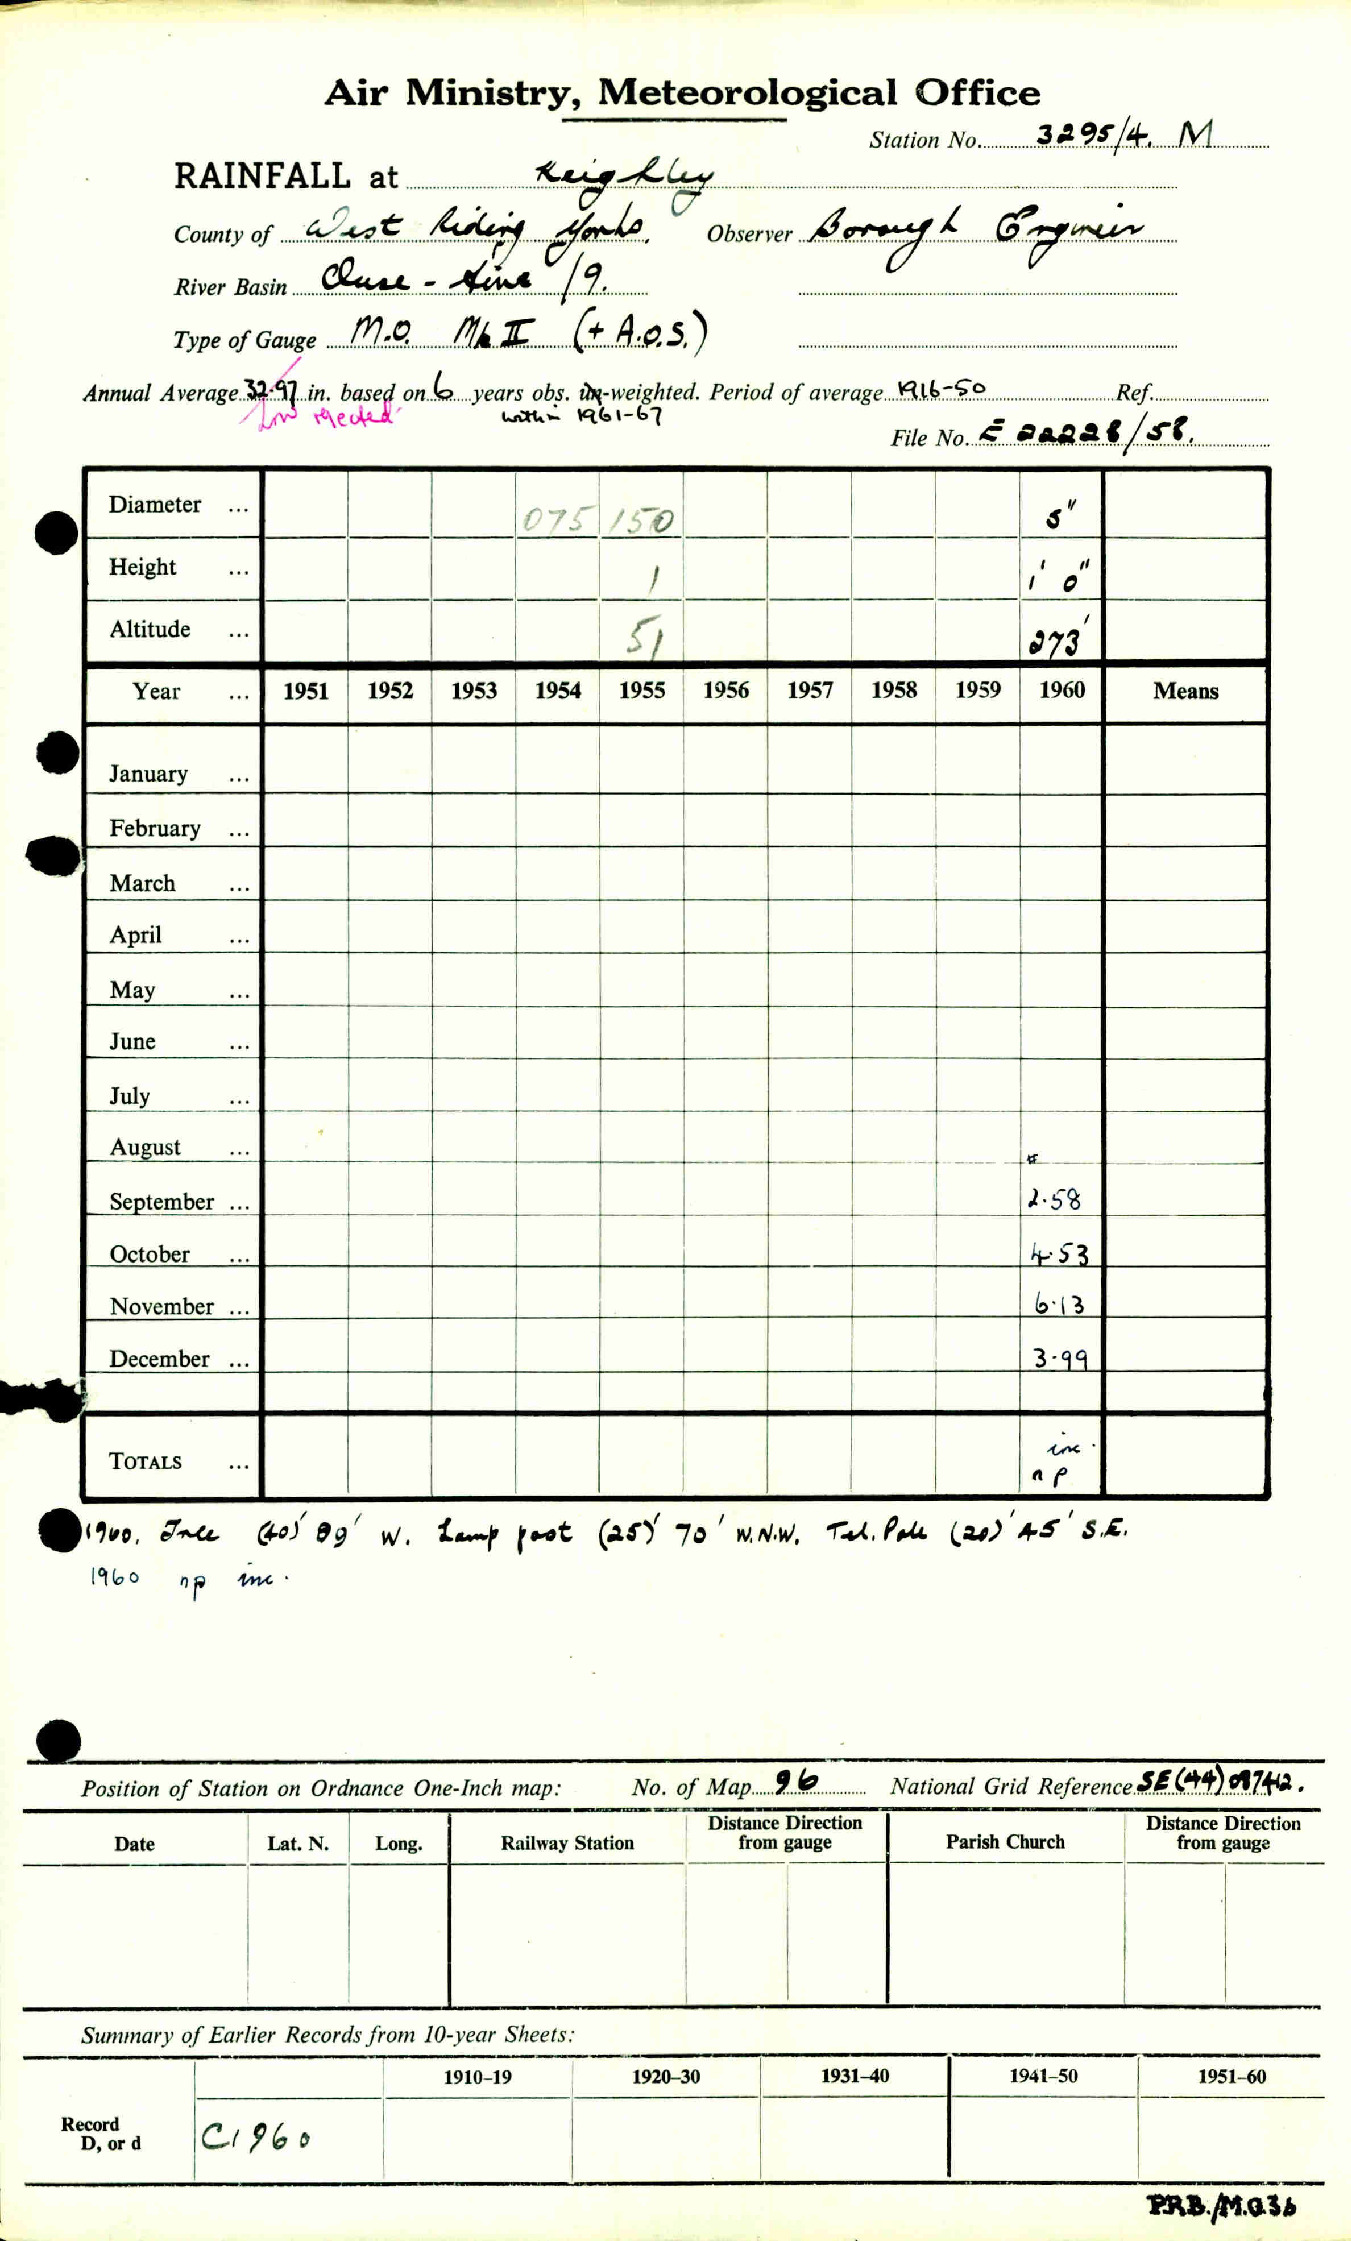 Air Ministry, Meteorological Office
Station No. 3295/4. M
RAINFALL at Keighley
County of West Riding Yorks. Observer Borough Engineer
River Basin Ouse - Aire /9.
Type of Gauge M.O. Mk II (+ A.O.S.)
Annual Average 32.97 in. based on 6 years obs. un-weighted. Period of average 1916-50 Ref.
Low rejected within 1961-67
File No. E 22228/58.
Diameter ... 075 150 5"
Height ... 1 1' 0"
Altitude ... 51 273'
Year ... 1951 1952 1953 1954 1955 1956 1957 1958 1959 1960 Means
January ...
February ...
March ...
April ...
May ...
June ...
July ...
August ...
September ... 2.58
October ... 4.53
November ... 6.13
December ... 3.99
TOTALS ... inc.
n p
1960. Tree (40)' 89' W. Lamp post (25)' 70' W.N.W. Tel. Pole (20)' 45' S.E.
1960 np inc.
Position of Station on Ordnance One-Inch map: No. of Map 96 National Grid Reference SE(44)087412.
Date Lat. N. Long. Railway Station Distance Direction from gauge Parish Church Distance Direction from gauge
Summary of Earlier Records from 10-year Sheets:
1910-19 1920-30 1931-40 1941-50 1951-60
Record
D, or d C1960
P.R.B./M.O.36